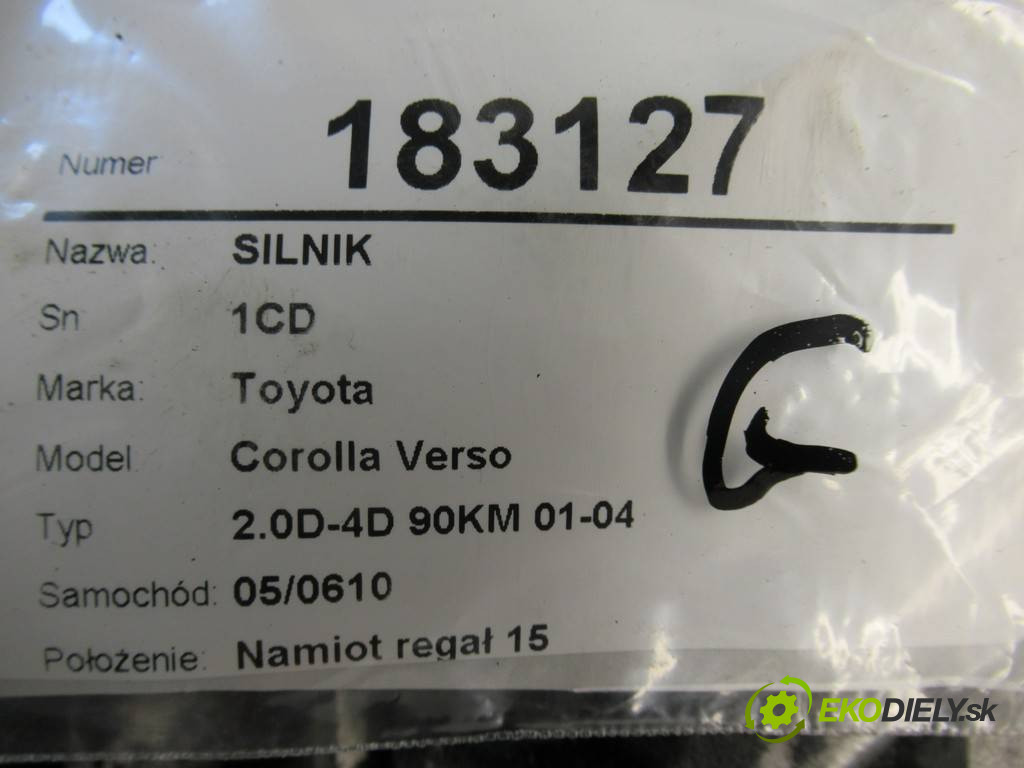 Numer 183127
Nazwa: SILNIK
Sn 1CD
Marka: Toyota
Model Corolla Verso
Typ 2.0D-4D 90KM 01-04
Samochód: 05/0610
Położenie: Namiot regał 15
G
EKODIELY.sk